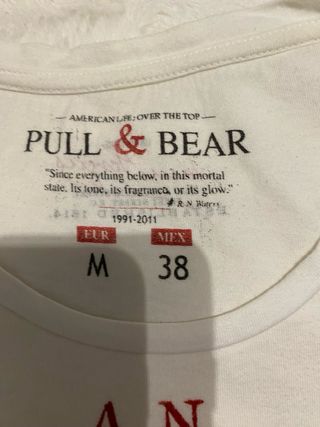 — AMERICAN LIFE: OVER THE TOP —
PULL & BEAR
"Since everything below, in this mortal
state. Its tone, its fragrance, or its glow."
R. N. Waters
1991-2011
EUR MEX
M 38
A N